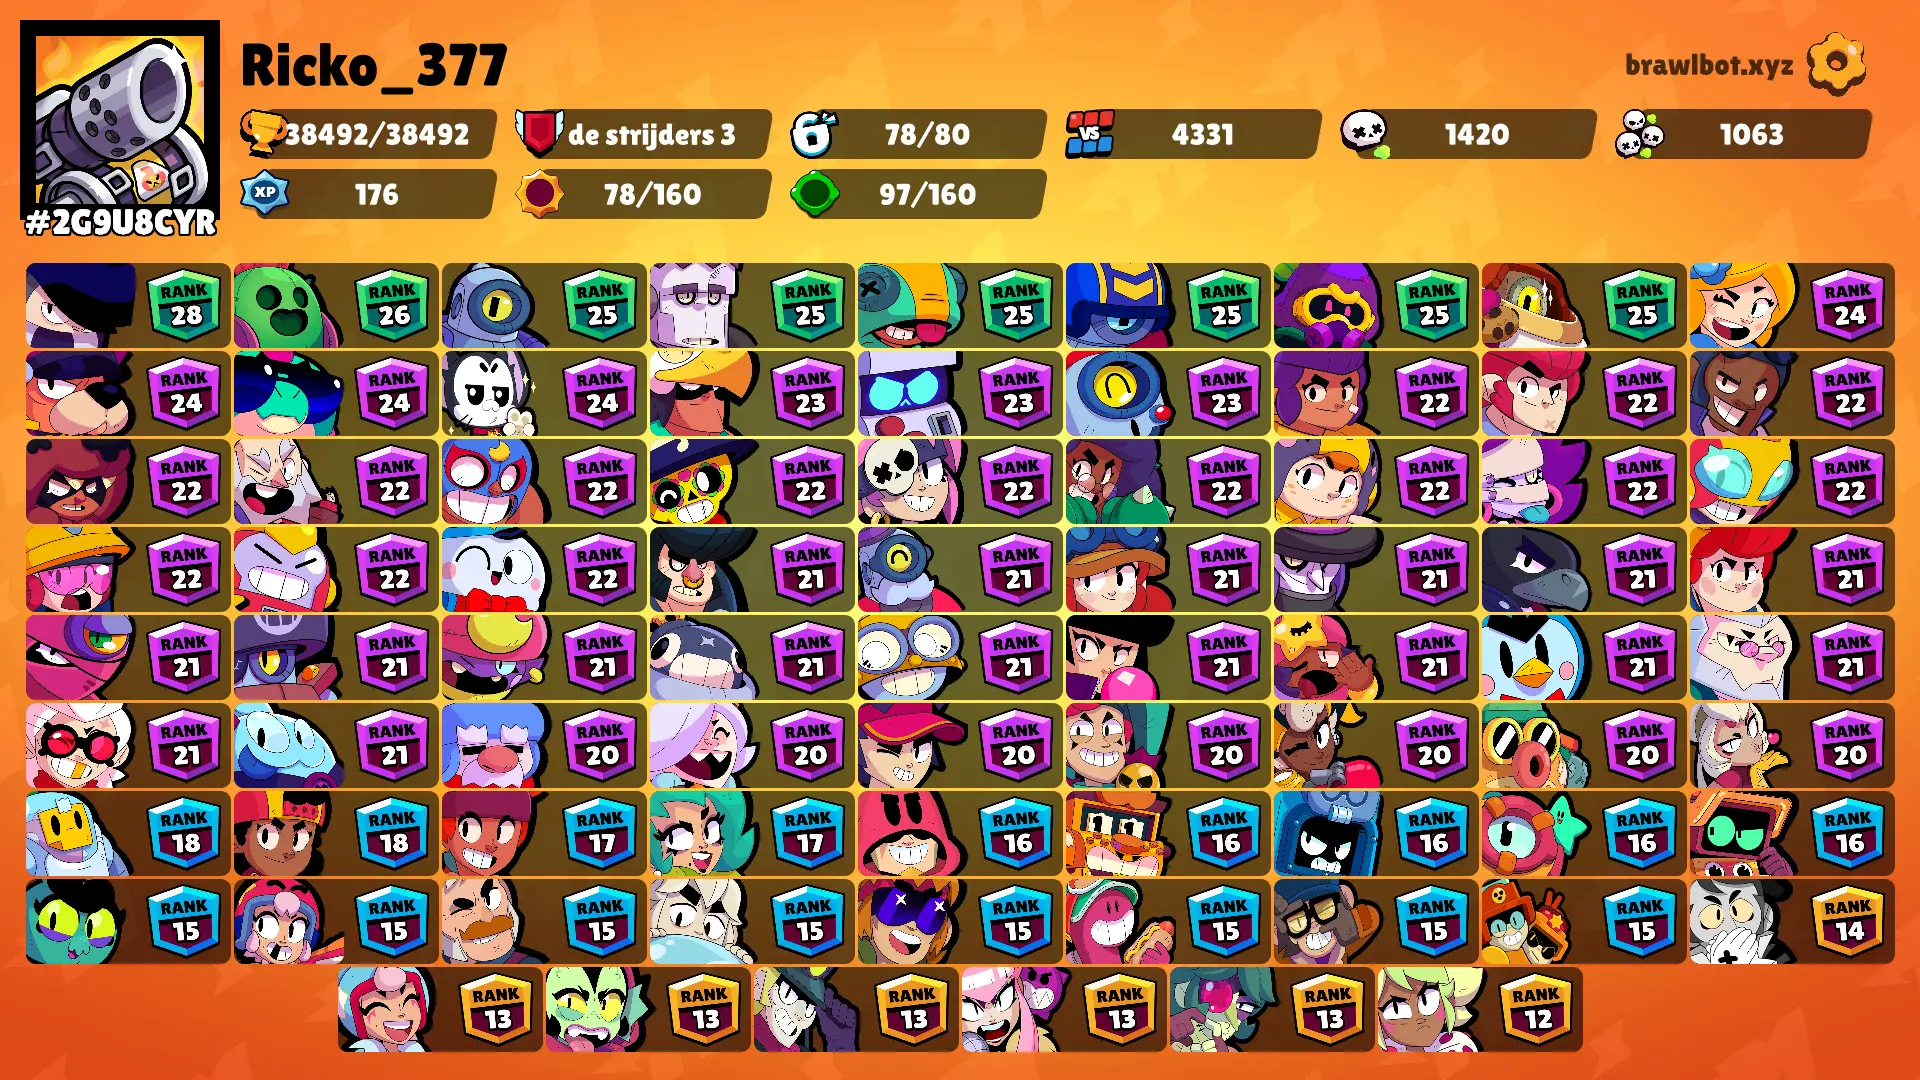 Ricko_377
brawlbot.xyz
38492/38492
de strijders 3
6
78/80
VS
4331
1420
1063
XP
176
78/160
97/160
#2G9U8CYR
RANK 28 RANK 26 RANK 25 RANK 25 RANK 25 RANK 25 RANK 25 RANK 25 RANK 24
RANK 24 RANK 24 RANK 24 RANK 23 RANK 23 RANK 23 RANK 22 RANK 22 RANK 22
RANK 22 RANK 22 RANK 22 RANK 22 RANK 22 RANK 22 RANK 22 RANK 22 RANK 22
RANK 22 RANK 22 RANK 22 RANK 21 RANK 21 RANK 21 RANK 21 RANK 21 RANK 21
RANK 21 RANK 21 RANK 21 RANK 21 RANK 21 RANK 21 RANK 21 RANK 21 RANK 21
RANK 21 RANK 21 RANK 20 RANK 20 RANK 20 RANK 20 RANK 20 RANK 20 RANK 20
RANK 18 RANK 18 RANK 17 RANK 17 RANK 16 RANK 16 RANK 16 RANK 16 RANK 16
RANK 15 RANK 15 RANK 15 RANK 15 RANK 15 RANK 15 RANK 15 RANK 15 RANK 14
RANK 13 RANK 13 RANK 13 RANK 13 RANK 13 RANK 12